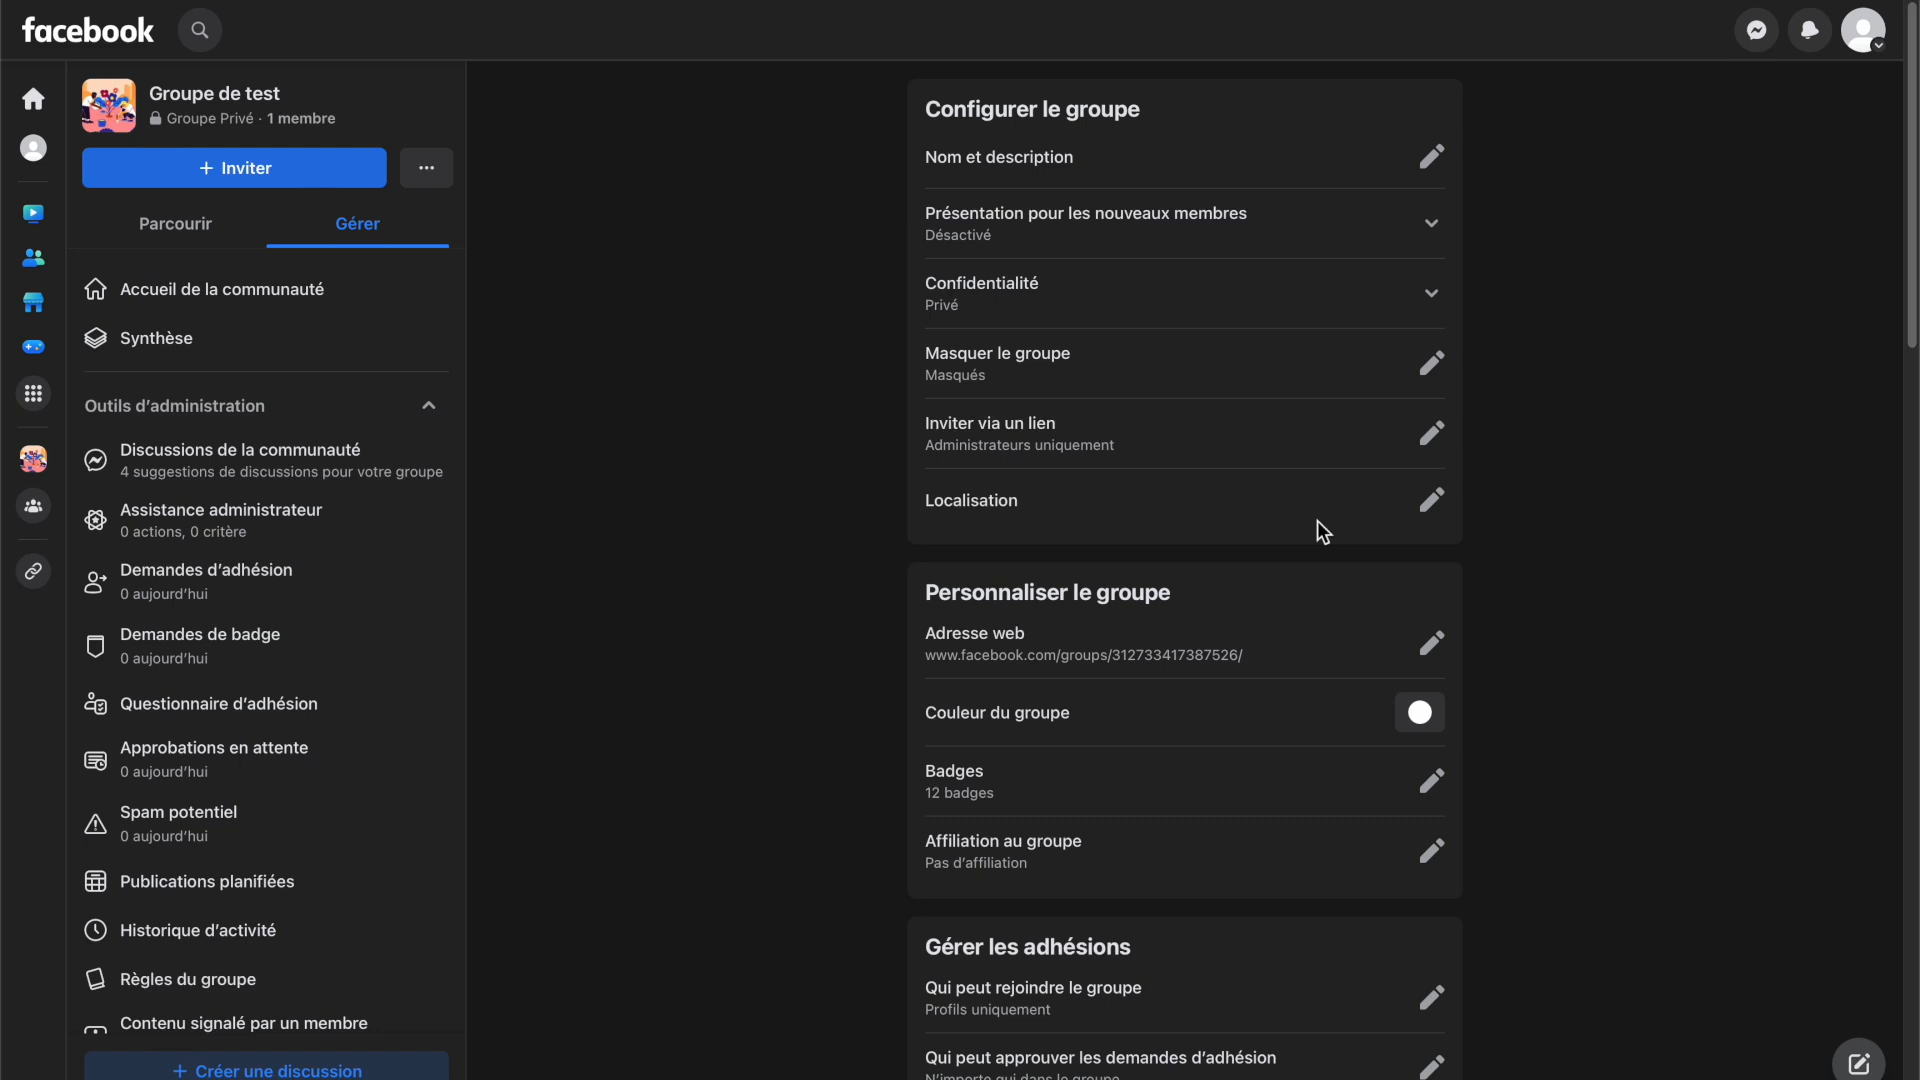 facebook
Groupe de test
Groupe Privé · 1 membre
+ Inviter
Parcourir
Gérer
Accueil de la communauté
Synthèse
Outils d’administration
Discussions de la communauté
4 suggestions de discussions pour votre groupe
Assistance administrateur
0 actions, 0 critère
Demandes d’adhésion
0 aujourd’hui
Demandes de badge
0 aujourd’hui
Questionnaire d’adhésion
Approbations en attente
0 aujourd’hui
Spam potentiel
0 aujourd’hui
Publications planifiées
Historique d’activité
Règles du groupe
Contenu signalé par un membre
+ Créer une discussion
Configurer le groupe
Nom et description
Présentation pour les nouveaux membres
Désactivé
Confidentialité
Privé
Masquer le groupe
Masqués
Inviter via un lien
Administrateurs uniquement
Localisation
Personnaliser le groupe
Adresse web
www.facebook.com/groups/312733417387526/
Couleur du groupe
Badges
12 badges
Affiliation au groupe
Pas d’affiliation
Gérer les adhésions
Qui peut rejoindre le groupe
Profils uniquement
Qui peut approuver les demandes d’adhésion
N’importe qui dans le groupe